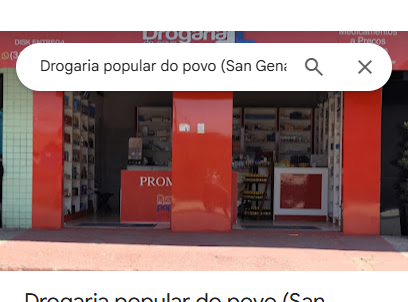 Drogaria
DISK ENTREGA
Medicamentos
a Preços
Drogaria popular do povo (San Gena
PROM
Drogaria popular do povo (San